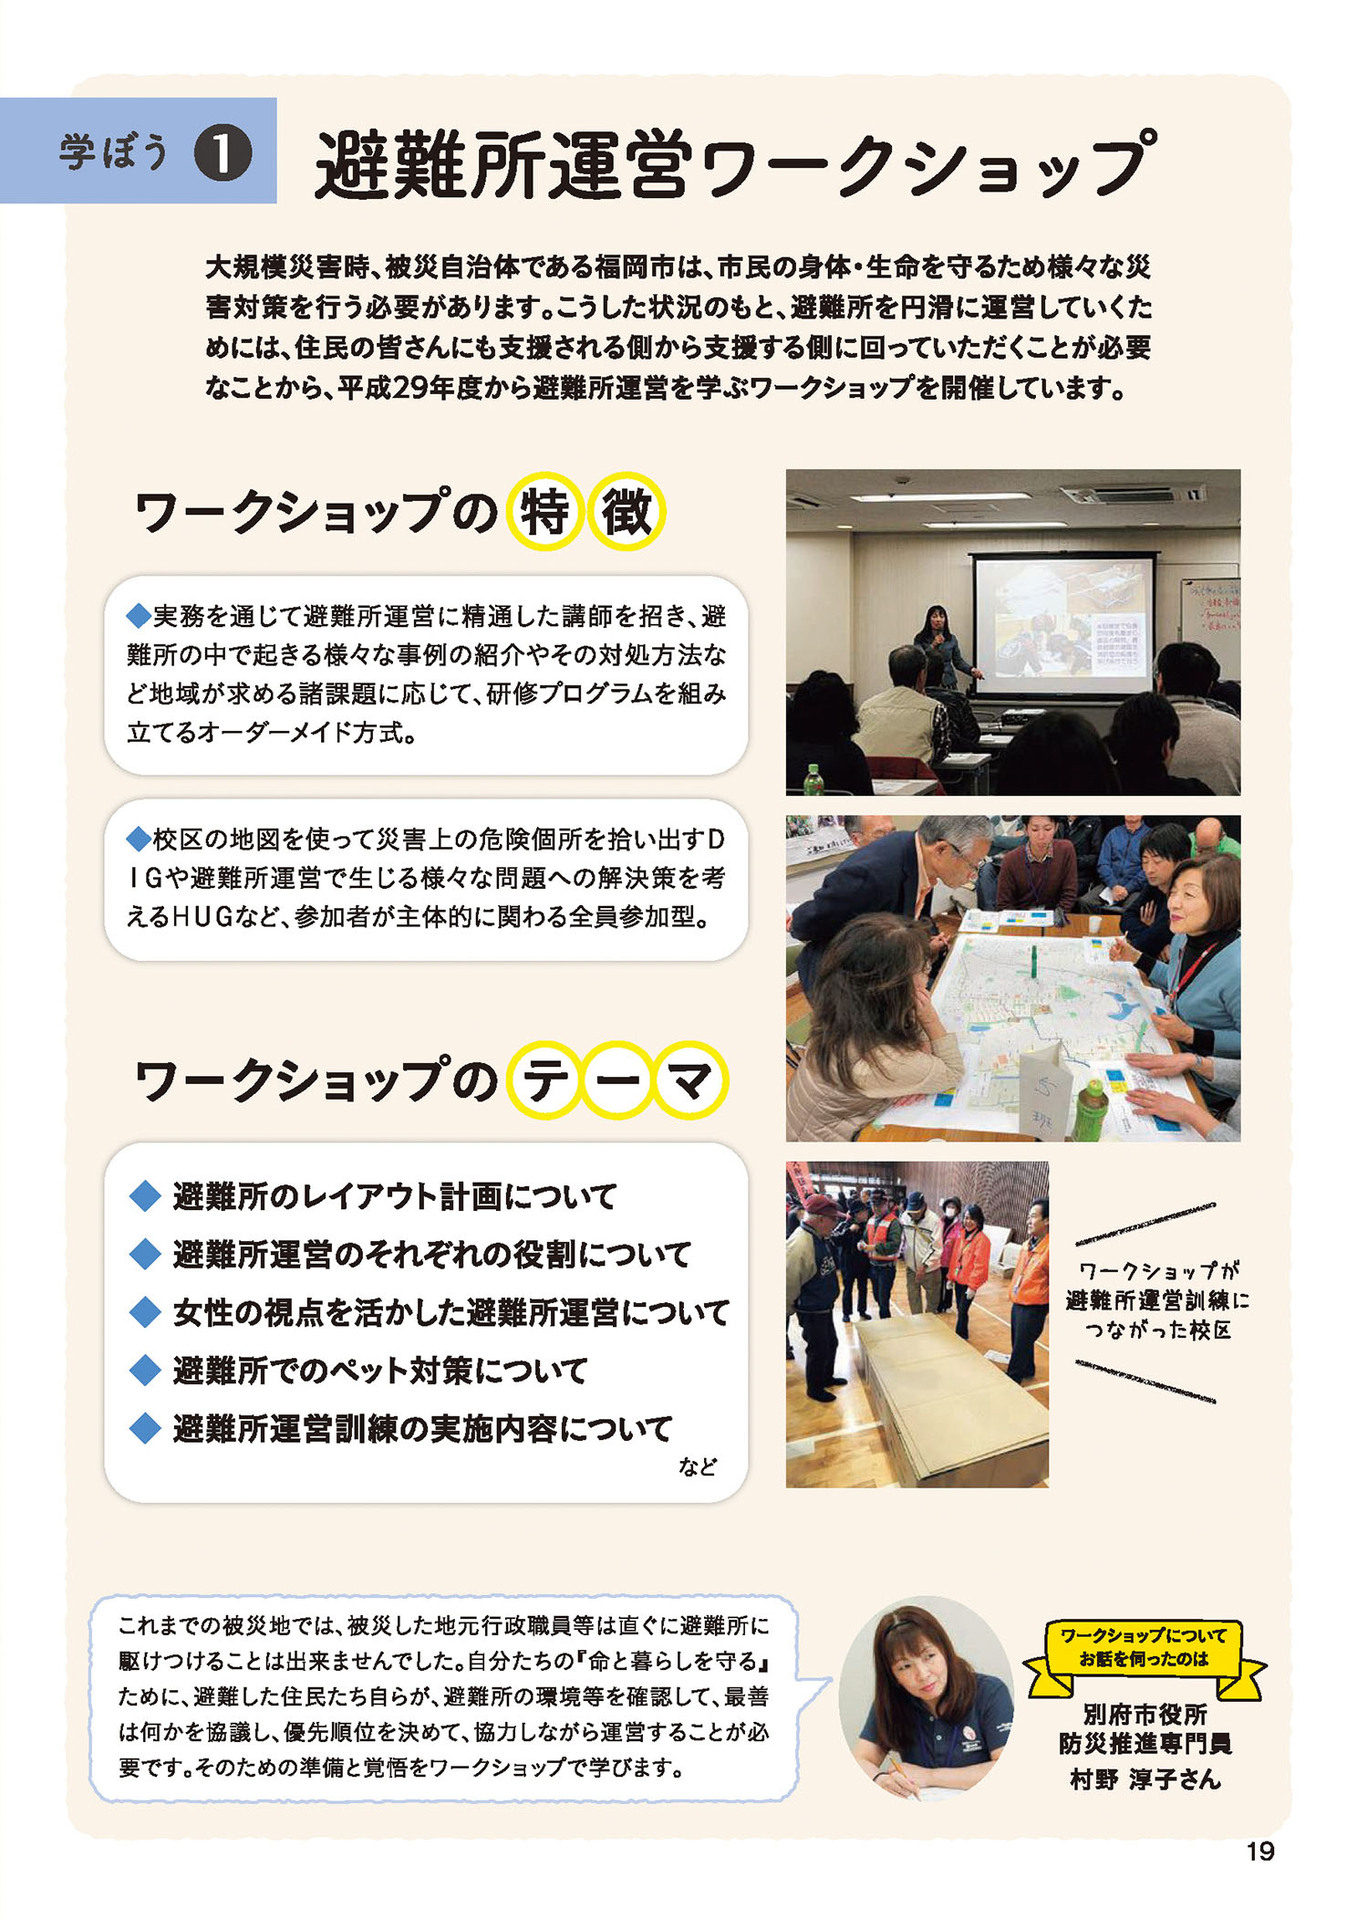 学ぼう 1
避難所運営ワークショップ
大規模災害時、被災自治体である福岡市は、市民の身体・生命を守るため様々な災
害対策を行う必要があります。こうした状況のもと、避難所を円滑に運営していくた
めには、住民の皆さんにも支援される側から支援する側に回っていただくことが必要
なことから、平成29年度から避難所運営を学ぶワークショップを開催しています。
ワークショップの特徴
◆実務を通じて避難所運営に精通した講師を招き、避
難所の中で起きる様々な事例の紹介やその対処方法な
ど地域が求める諸課題に応じて、研修プログラムを組み
立てるオーダーメイド方式。
◆校区の地図を使って災害上の危険個所を拾い出すD
IGや避難所運営で生じる様々な問題への解決策を考
えるHUGなど、参加者が主体的に関わる全員参加型。
ワークショップのテーマ
◆ 避難所のレイアウト計画について
◆ 避難所運営のそれぞれの役割について
◆ 女性の視点を活かした避難所運営について
◆ 避難所でのペット対策について
◆ 避難所運営訓練の実施内容について
など
ワークショップが
避難所運営訓練に
つながった校区
これまでの被災地では、被災した地元行政職員等は直ぐに避難所に
駆けつけることは出来ませんでした。自分たちの『命と暮らしを守る』
ために、避難した住民たち自らが、避難所の環境等を確認して、最善
は何かを協議し、優先順位を決めて、協力しながら運営することが必
要です。そのための準備と覚悟をワークショップで学びます。
ワークショップについて
お話を伺ったのは
別府市役所
防災推進専門員
村野 淳子さん
19